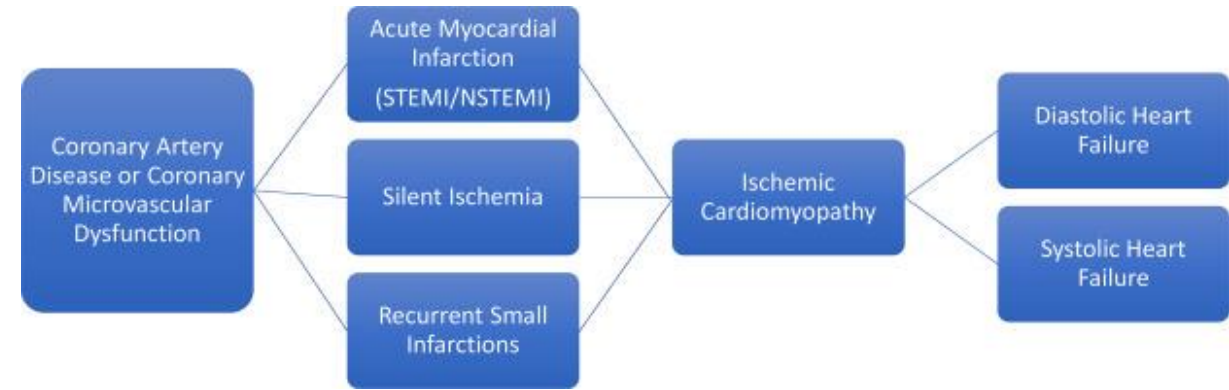 Coronary Artery
Disease or Coronary
Microvascular
Dysfunction
Acute Myocardial
Infarction
(STEMI/NSTEMI)
Silent Ischemia
Recurrent Small
Infarctions
Ischemic
Cardiomyopathy
Diastolic Heart
Failure
Systolic Heart
Failure